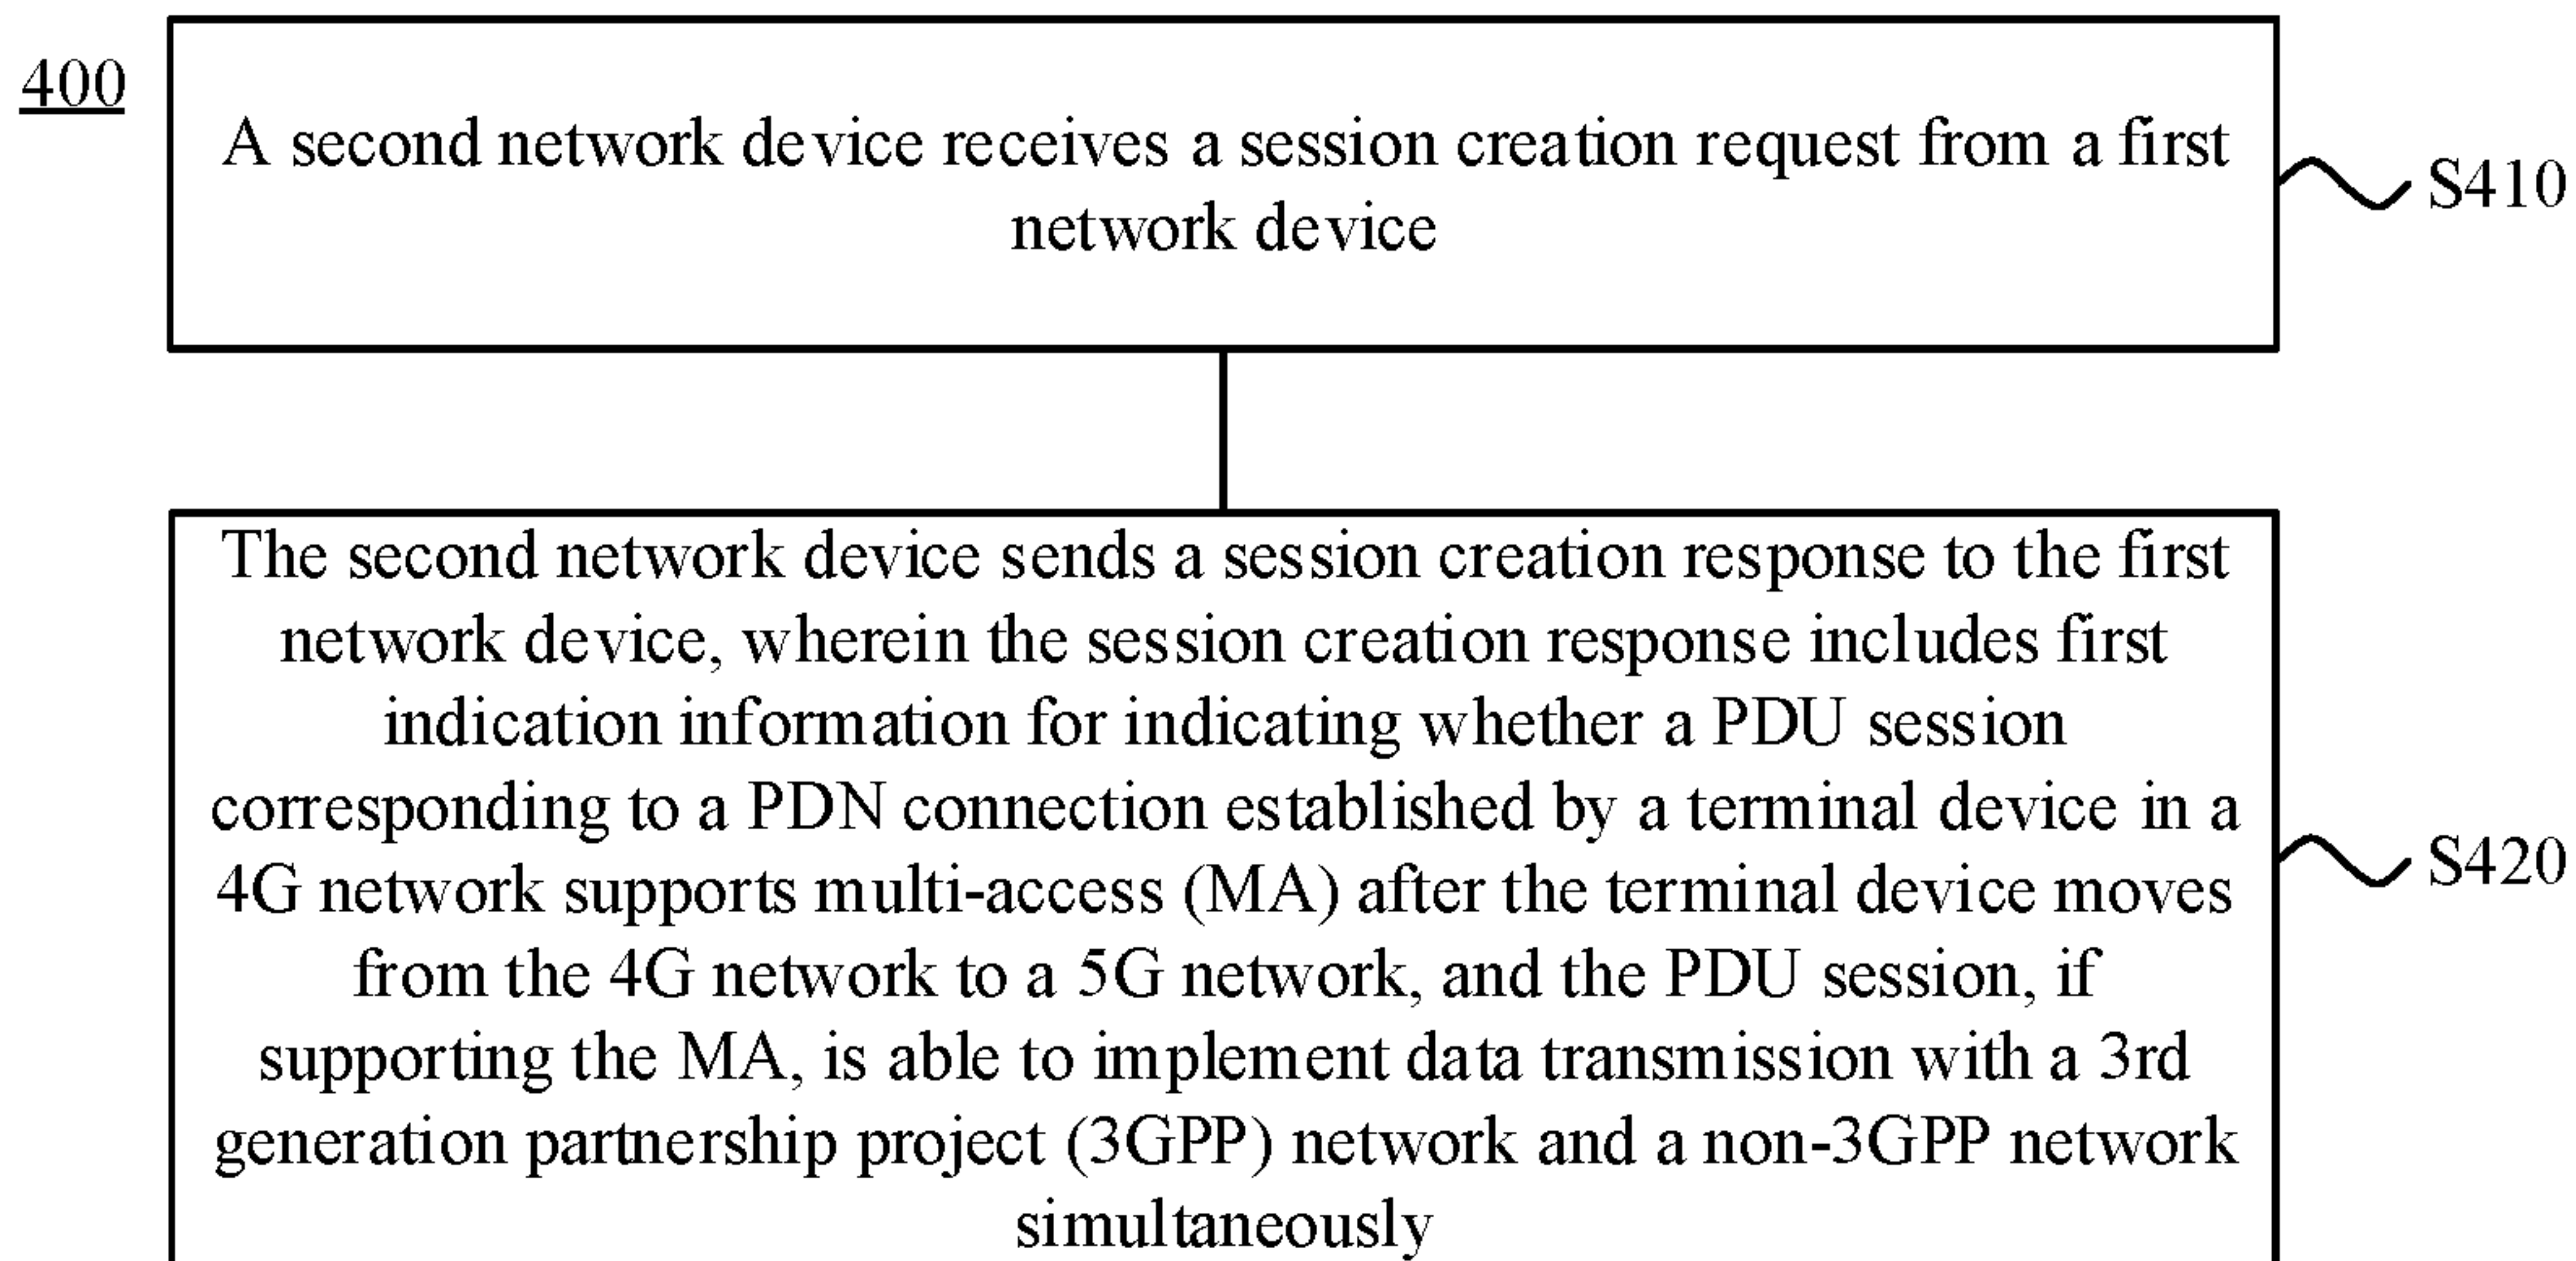 400
A second network device receives a session creation request from a first
network device
S410
The second network device sends a session creation response to the first
network device, wherein the session creation response includes first
indication information for indicating whether a PDU session
corresponding to a PDN connection established by a terminal device in a
4G network supports multi-access (MA) after the terminal device moves
from the 4G network to a 5G network, and the PDU session, if
supporting the MA, is able to implement data transmission with a 3rd
generation partnership project (3GPP) network and a non-3GPP network
simultaneously
S420